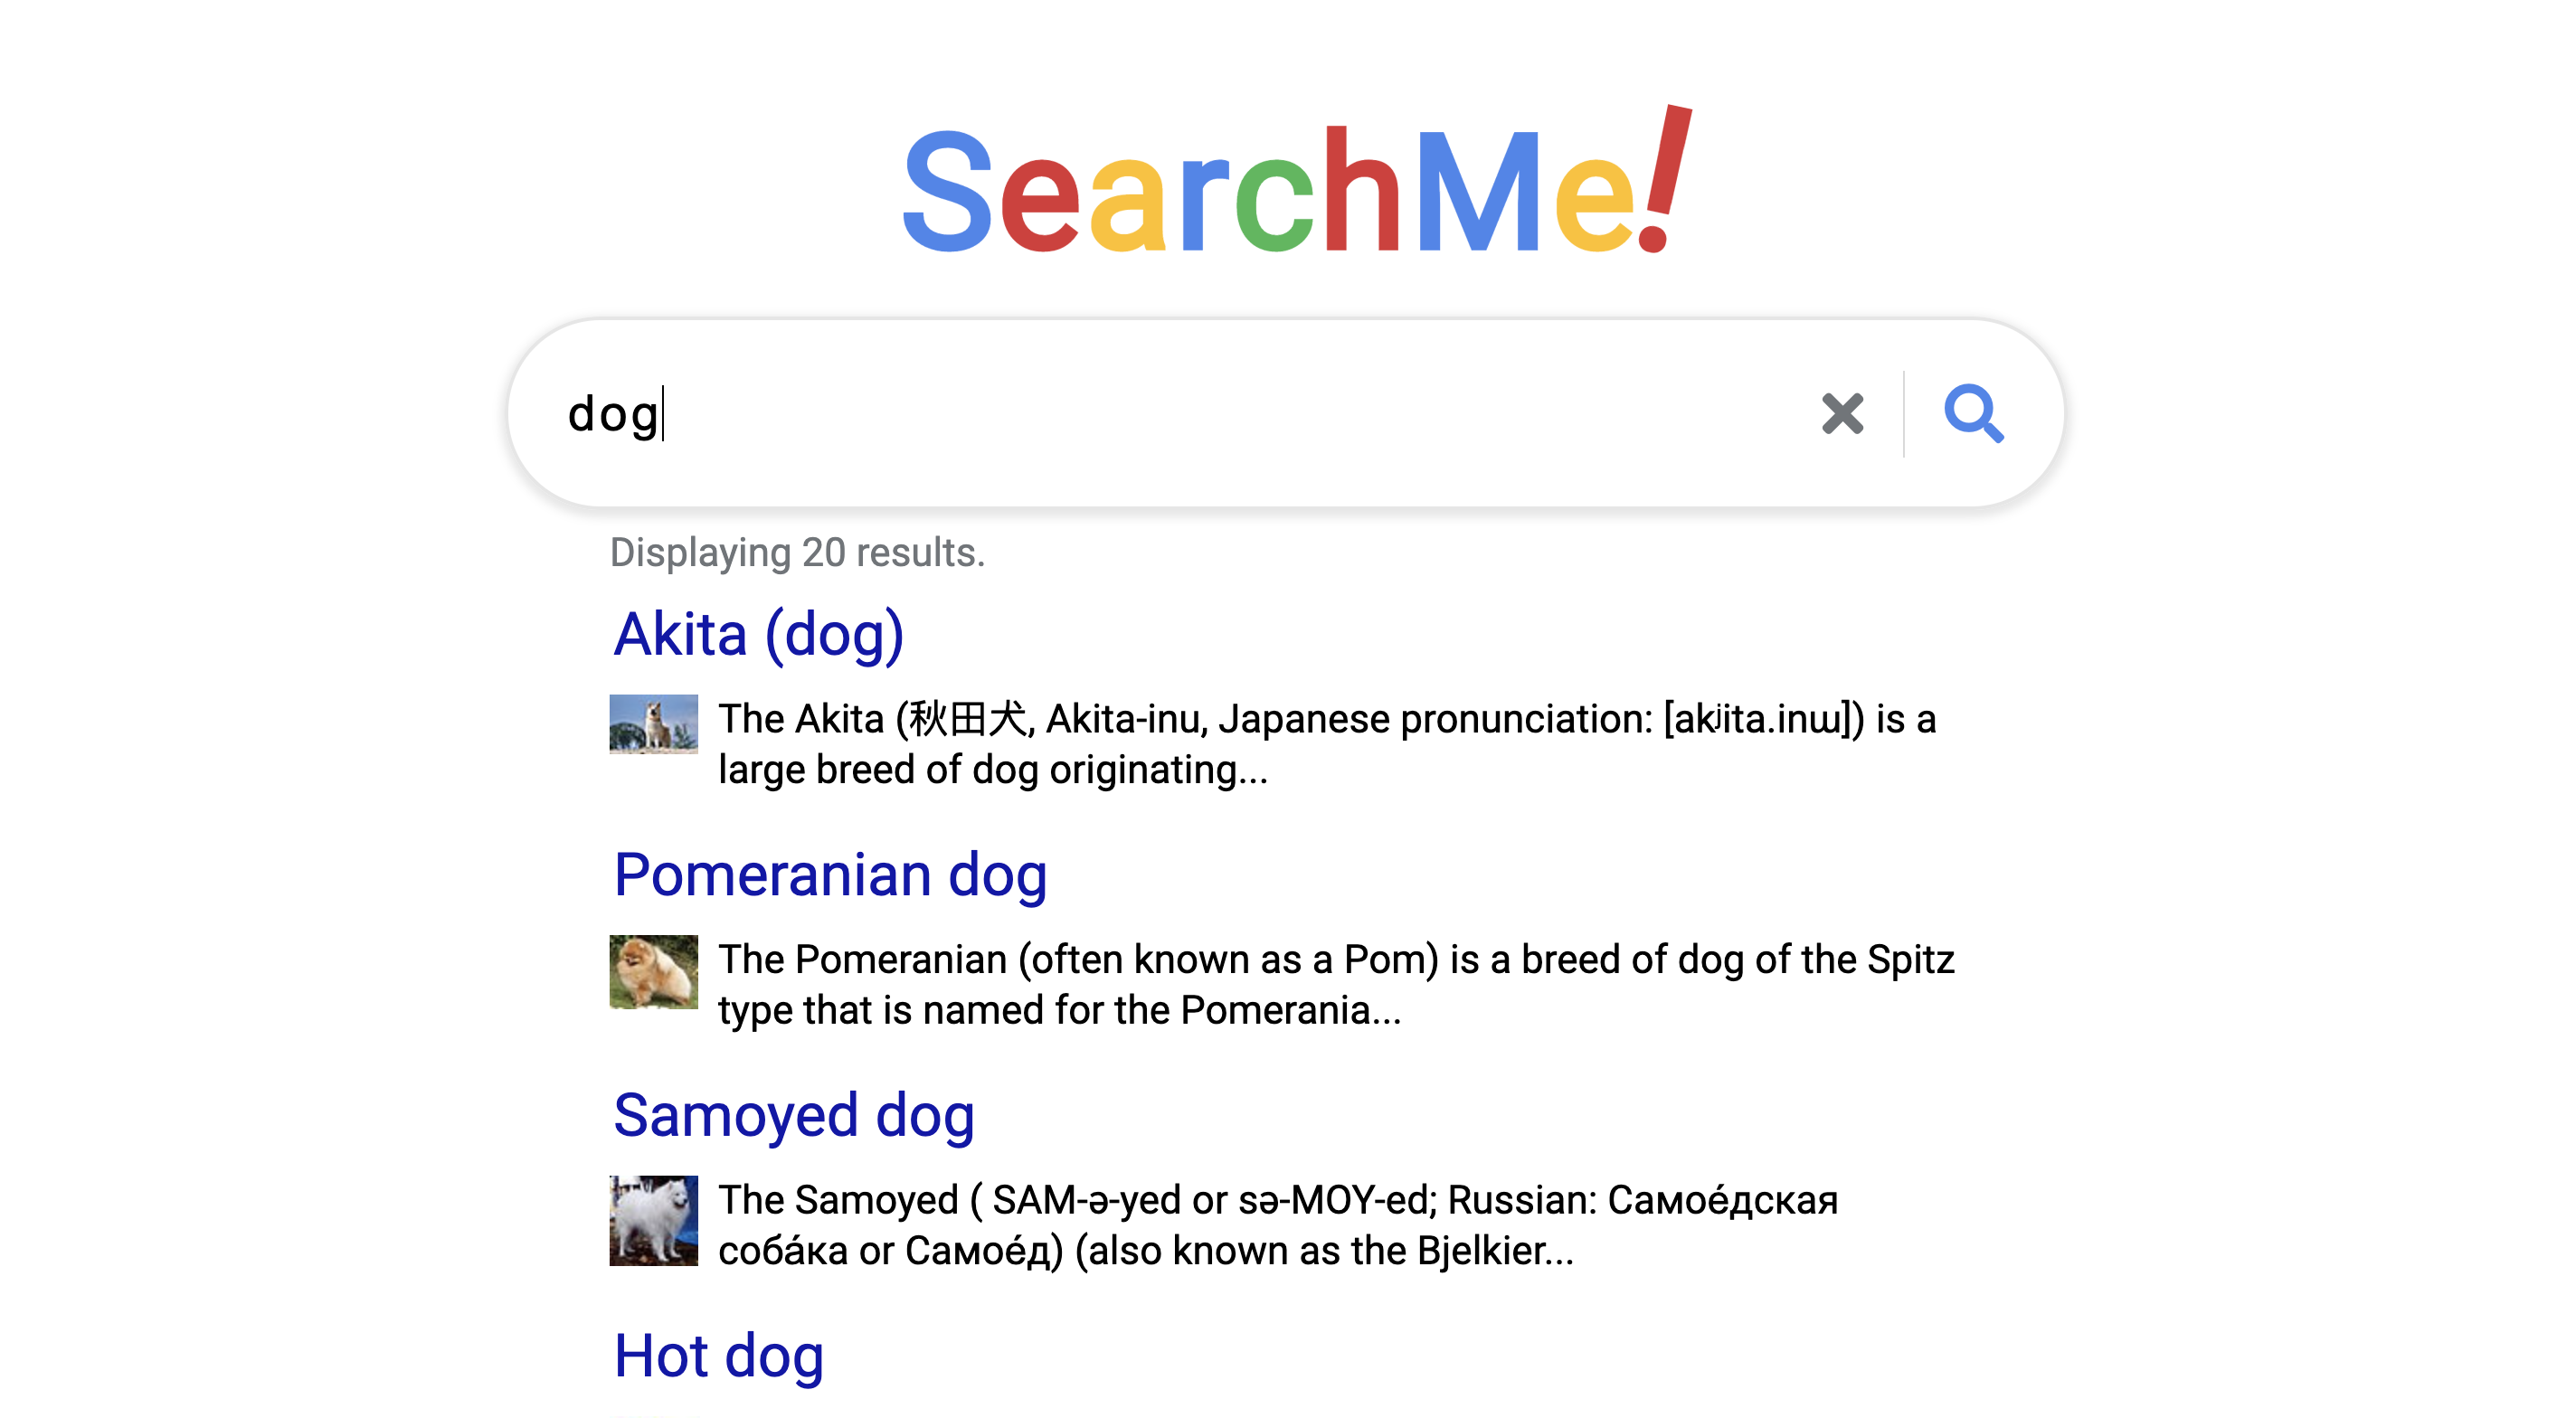 SearchMe!
dog
Displaying 20 results.
Akita (dog)
The Akita (秋田犬, Akita-inu, Japanese pronunciation: [akʲita.inɯ]) is a
large breed of dog originating...
Pomeranian dog
The Pomeranian (often known as a Pom) is a breed of dog of the Spitz
type that is named for the Pomerania...
Samoyed dog
The Samoyed ( SAM-ə-yed or sə-MOY-ed; Russian: Самое́дская
соба́ка or Самое́д) (also known as the Bjelkier...
Hot dog